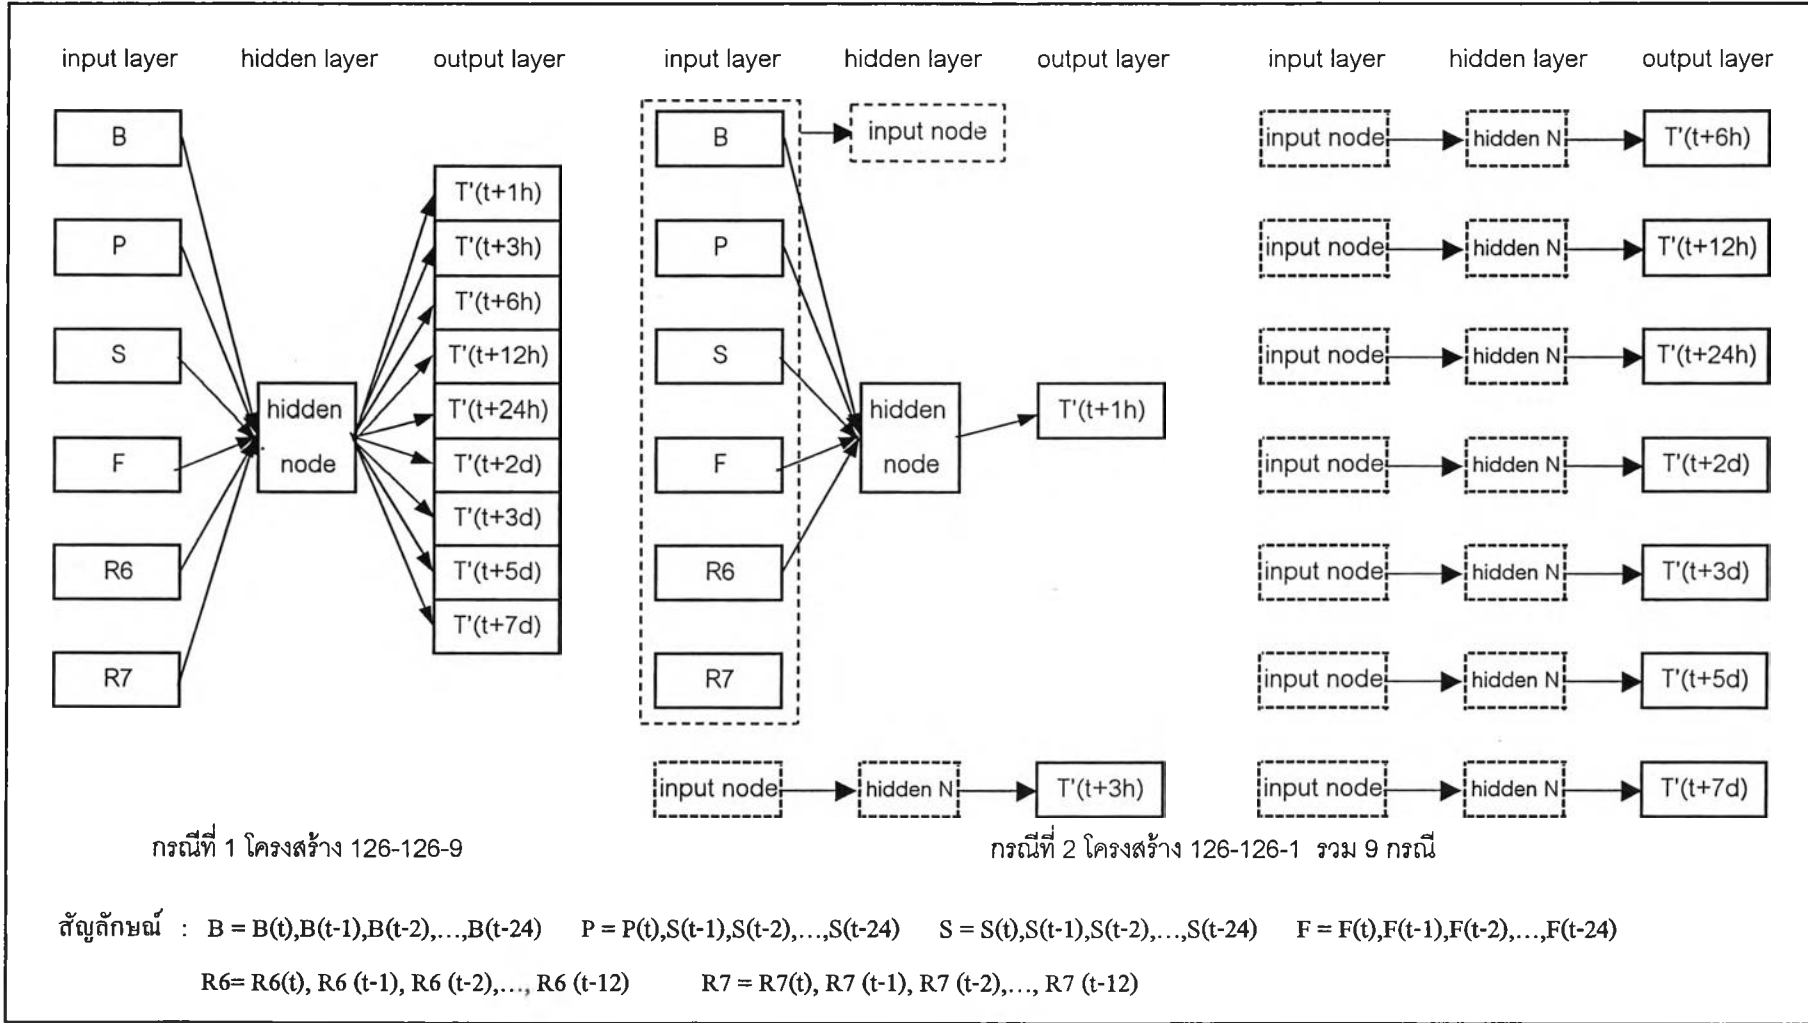 input layer hidden layer output layer input layer hidden layer output layer input layer hidden layer output layer
B
P
S
F
R6
R7
hidden
node
T'(t+1h)
T'(t+3h)
T'(t+6h)
T'(t+12h)
T'(t+24h)
T'(t+2d)
T'(t+3d)
T'(t+5d)
T'(t+7d)
B
P
S
F
R6
R7
input node
hidden
node
T'(t+1h)
input node hidden N T'(t+3h)
input node hidden N T'(t+6h)
input node hidden N T'(t+12h)
input node hidden N T'(t+24h)
input node hidden N T'(t+2d)
input node hidden N T'(t+3d)
input node hidden N T'(t+5d)
input node hidden N T'(t+7d)
กรณีที่ 1 โครงสร้าง 126-126-9
กรณีที่ 2 โครงสร้าง 126-126-1 รวม 9 กรณี
สัญลักษณ์ : B = B(t),B(t-1),B(t-2),...,B(t-24) P = P(t),S(t-1),S(t-2),...,S(t-24) S = S(t),S(t-1),S(t-2),...,S(t-24) F = F(t),F(t-1),F(t-2),...,F(t-24)
R6= R6(t), R6 (t-1), R6 (t-2),..., R6 (t-12) R7 = R7(t), R7 (t-1), R7 (t-2),..., R7 (t-12)